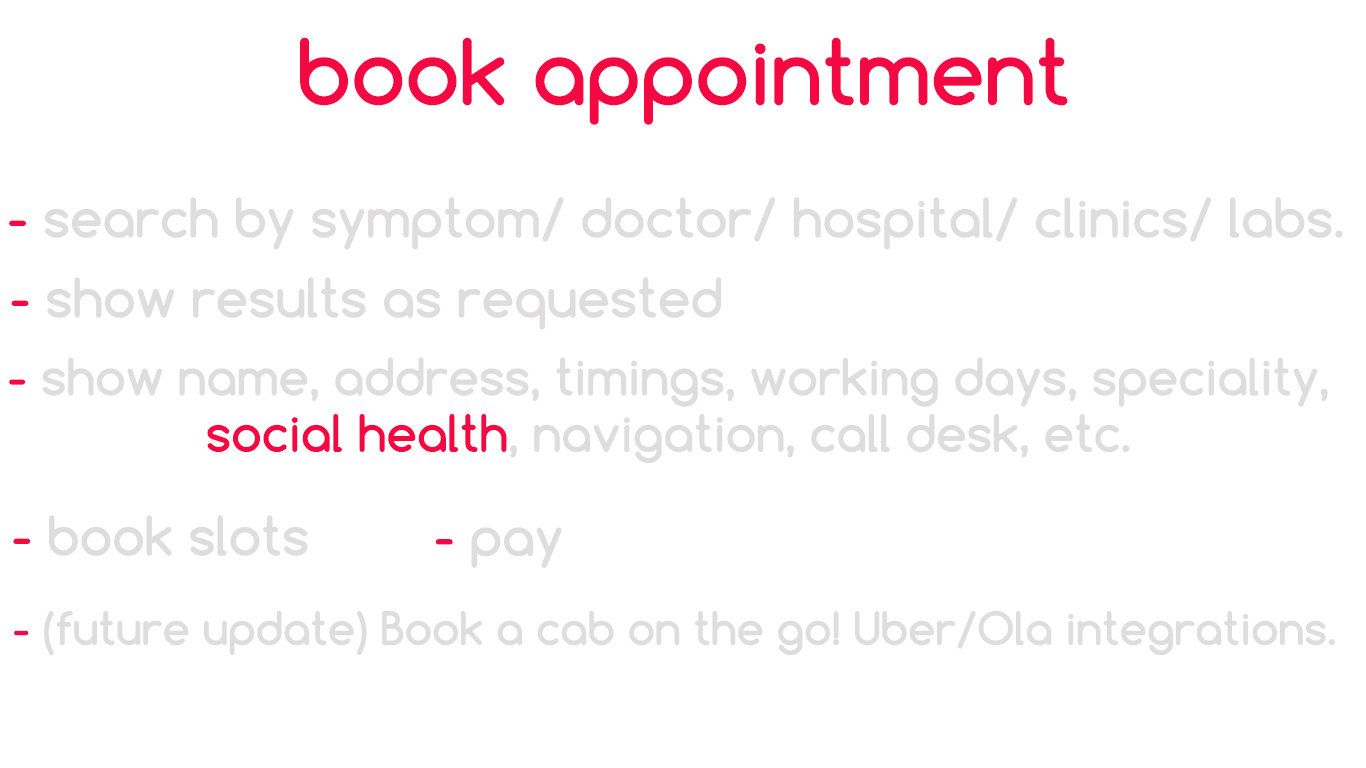 book appointment
- search by symptom/ doctor/ hospital/ clinics/ labs.
- show results as requested
- show name, address, timings, working days, speciality,
social health, navigation, call desk, etc.
- book slots - pay
- (future update) Book a cab on the go! Uber/Ola integrations.